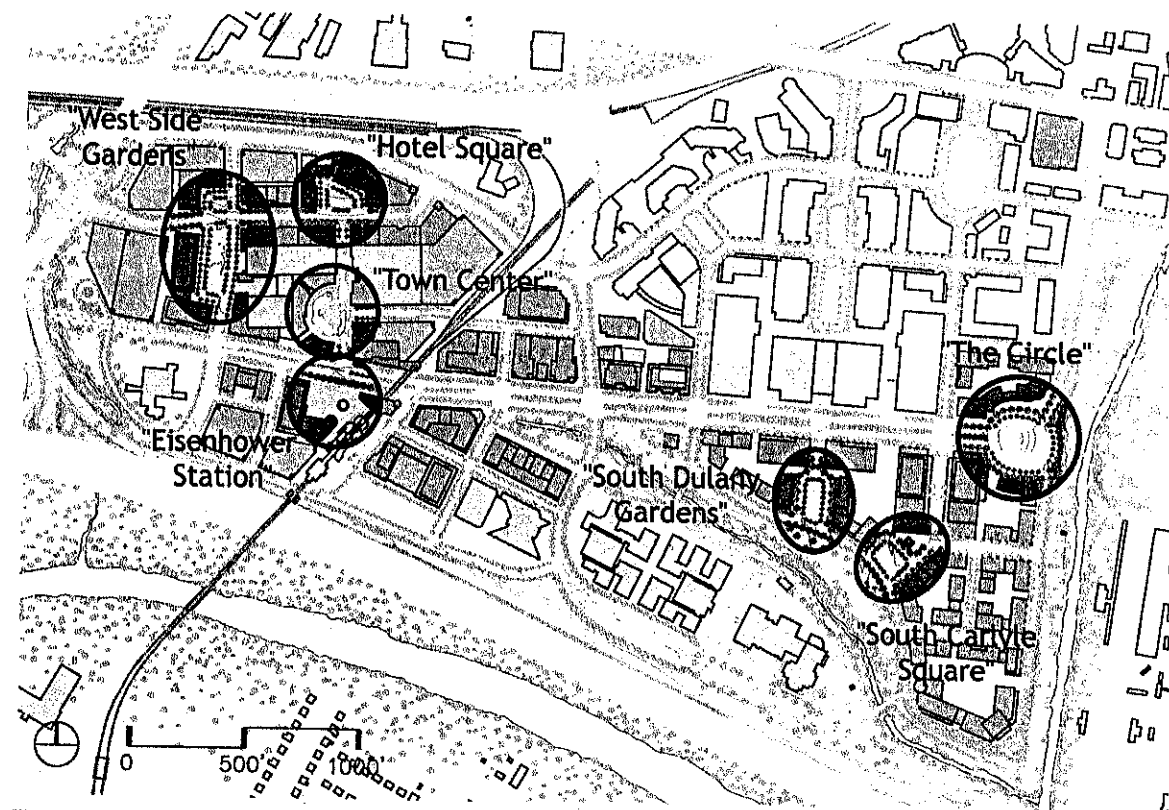 "West Side
Gardens
"Hotel Square"
"Town Center"
The Circle"
"Eisenhower
Station"
"South Dulany
Gardens"
"South Carlyle
Square"
0 500' 1000'